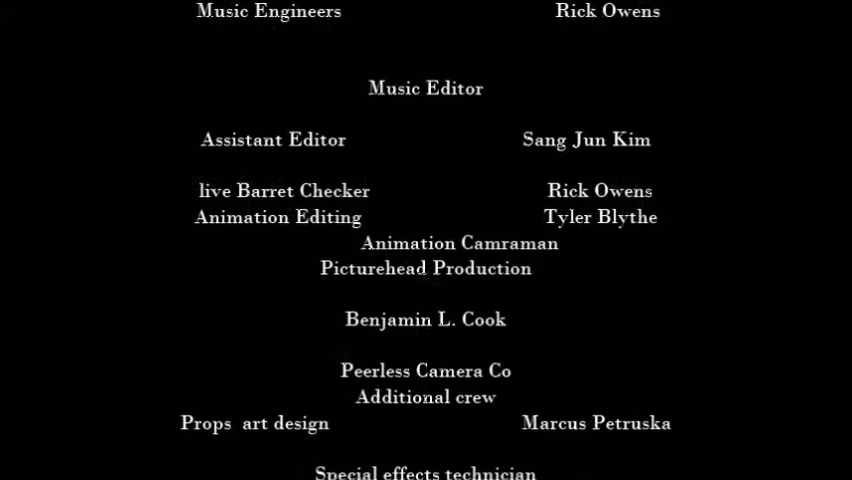 Music Engineers Rick Owens
Music Editor
Assistant Editor Sang Jun Kim
live Barret Checker Rick Owens
Animation Editing Tyler Blythe
Animation Camraman
Picturehead Production
Benjamin L. Cook
Peerless Camera Co
Additional crew
Props art design Marcus Petruska
Special effects technician